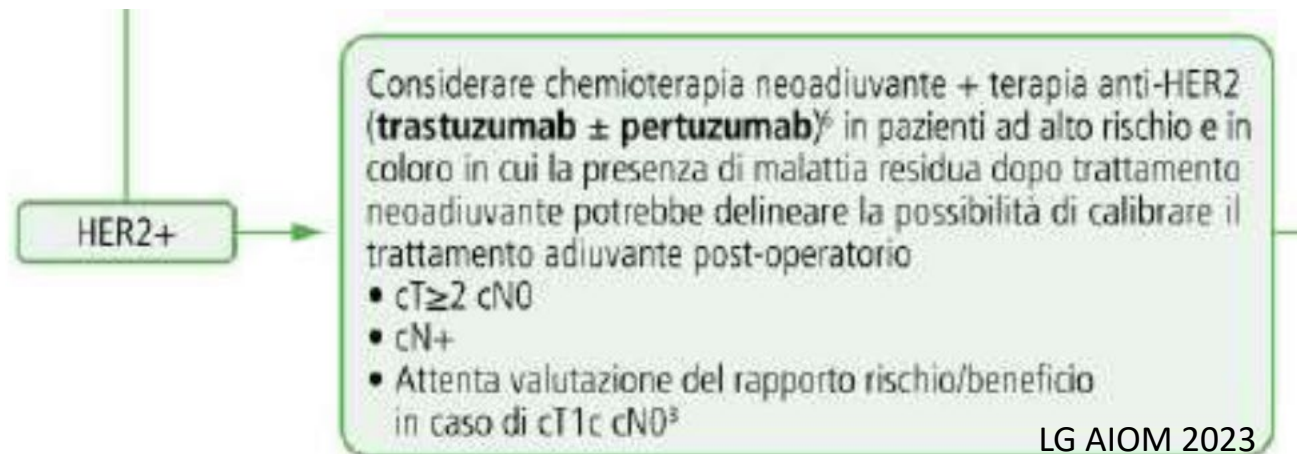 Considerare chemioterapia neoadiuvante + terapia anti-HER2
(trastuzumab ± pertuzumab)⁶ in pazienti ad alto rischio e in
coloro in cui la presenza di malattia residua dopo trattamento
neoadiuvante potrebbe delineare la possibilità di calibrare il
trattamento adiuvante post-operatorio
• cT≥2 cN0
• cN+
• Attenta valutazione del rapporto rischio/beneficio
in caso di cT1c cN0³
HER2+
LG AIOM 2023